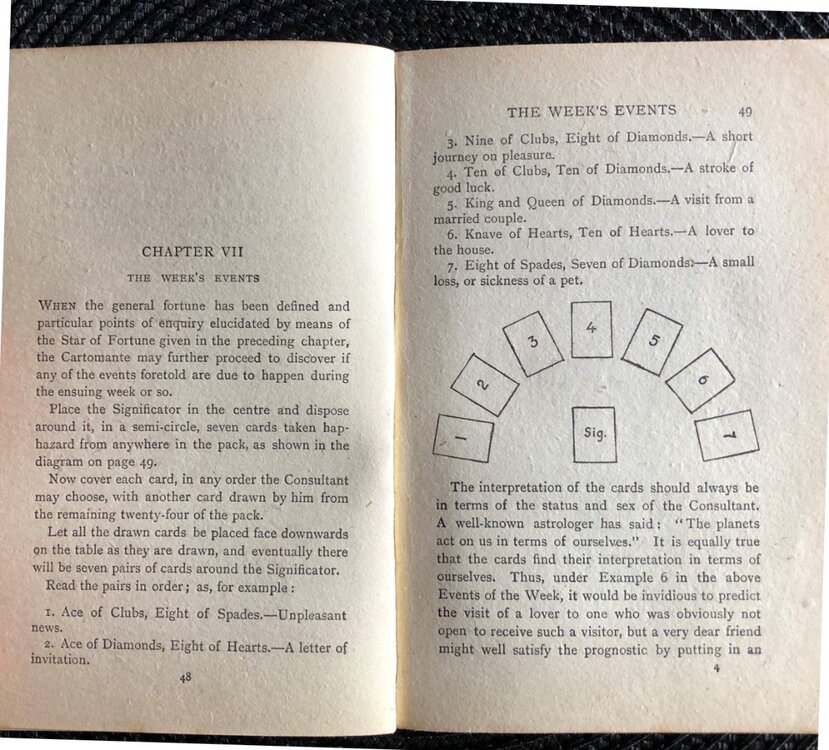 CHAPTER VII
THE WEEK'S EVENTS
WHEN the general fortune has been defined and
particular points of enquiry elucidated by means of
the Star of Fortune given in the preceding chapter,
the Cartomante may further proceed to discover if
any of the events foretold are due to happen during
the ensuing week or so.
Place the Significator in the centre and dispose
around it, in a semi-circle, seven cards taken hap-
hazard from anywhere in the pack, as shown in the
diagram on page 49.
Now cover each card, in any order the Consultant
may choose, with another card drawn by him from
the remaining twenty-four of the pack.
Let all the drawn cards be placed face downwards
on the table as they are drawn, and eventually there
will be seven pairs of cards around the Significator.
Read the pairs in order; as, for example:
1. Ace of Clubs, Eight of Spades.—Unpleasant
news.
2. Ace of Diamonds, Eight of Hearts.—A letter of
invitation.
48
THE WEEK'S EVENTS 49
3. Nine of Clubs, Eight of Diamonds.—A short
journey on pleasure.
4. Ten of Clubs, Ten of Diamonds.—A stroke of
good luck.
5. King and Queen of Diamonds.—A visit from a
married couple.
6. Knave of Hearts, Ten of Hearts.—A lover to
the house.
7. Eight of Spades, Seven of Diamonds.—A small
loss, or sickness of a pet.
1
2
3
4
5
6
7
Sig.
The interpretation of the cards should always be
in terms of the status and sex of the Consultant.
A well-known astrologer has said: "The planets
act on us in terms of ourselves." It is equally true
that the cards find their interpretation in terms of
ourselves. Thus, under Example 6 in the above
Events of the Week, it would be invidious to predict
the visit of a lover to one who was obviously not
open to receive such a visitor, but a very dear friend
might well satisfy the prognostic by putting in an
4